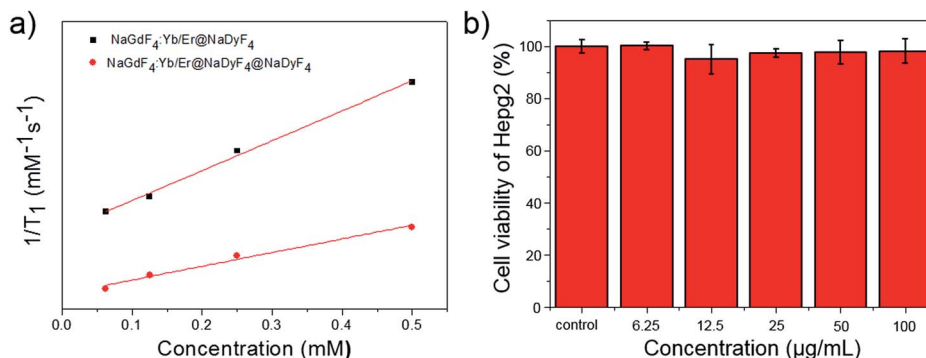 a)
NaGdF₄:Yb/Er@NaDyF₄
NaGdF₄:Yb/Er@NaDyF₄@NaDyF₄
1/T₁ (mM⁻¹s⁻¹)
0.0 0.1 0.2 0.3 0.4 0.5
Concentration (mM)
b)
Cell viability of Hepg2 (%)
100
80
60
40
20
0
control 6.25 12.5 25 50 100
Concentration (µg/mL)